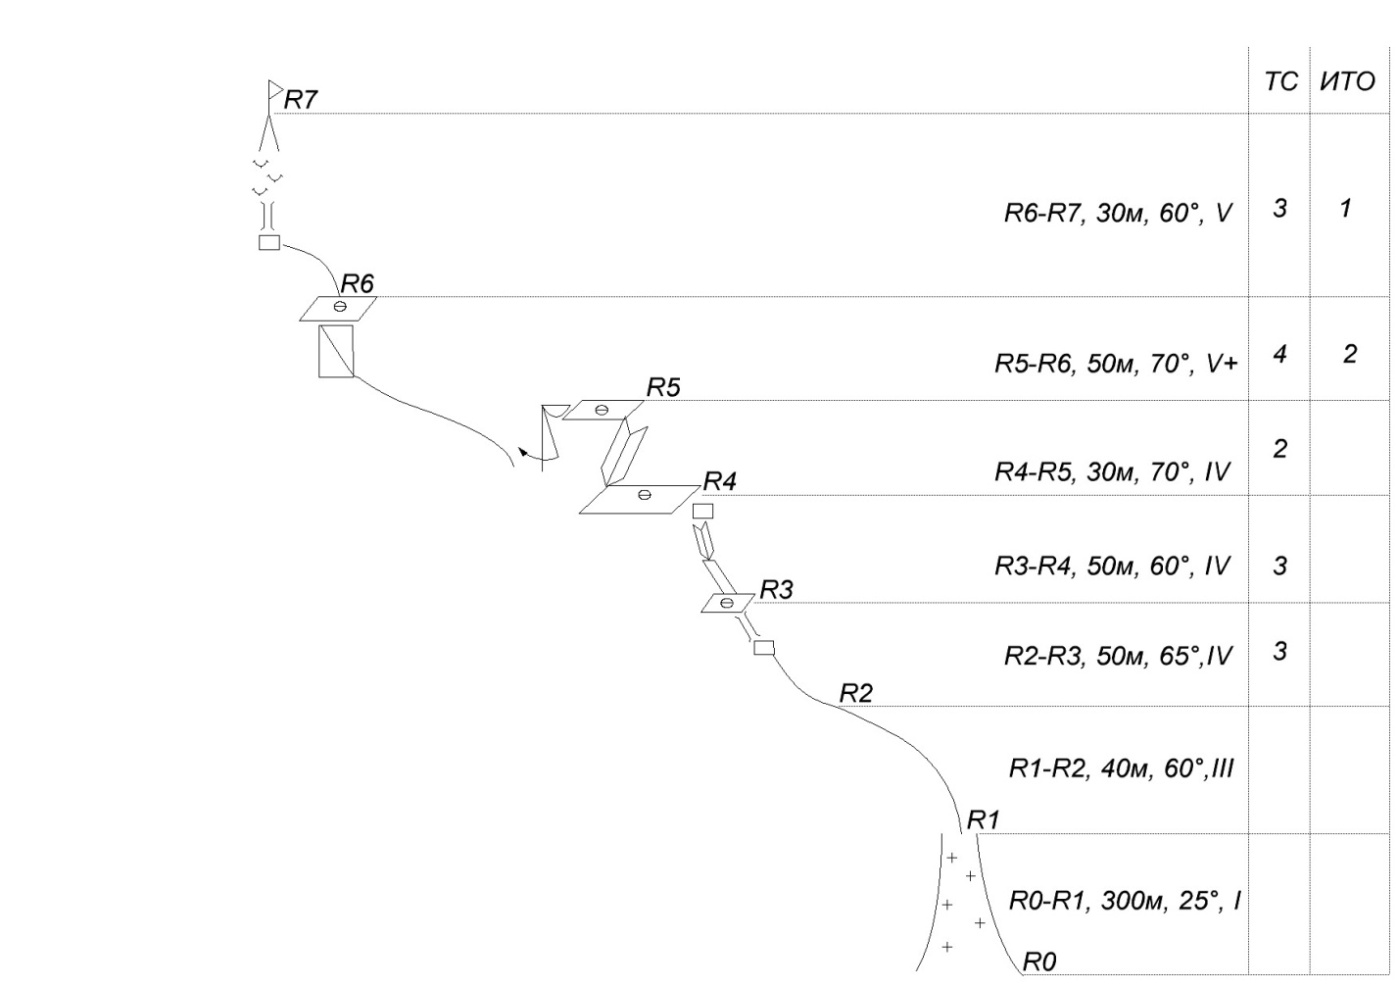 ТС ИТО
R7
R6-R7, 30м, 60°, V 3 1
R6
R5-R6, 50м, 70°, V+ 4 2
R5
R4-R5, 30м, 70°, IV 2
R4
R3-R4, 50м, 60°, IV 3
R3
R2-R3, 50м, 65°,IV 3
R2
R1-R2, 40м, 60°,III
R1
R0-R1, 300м, 25°, I
R0